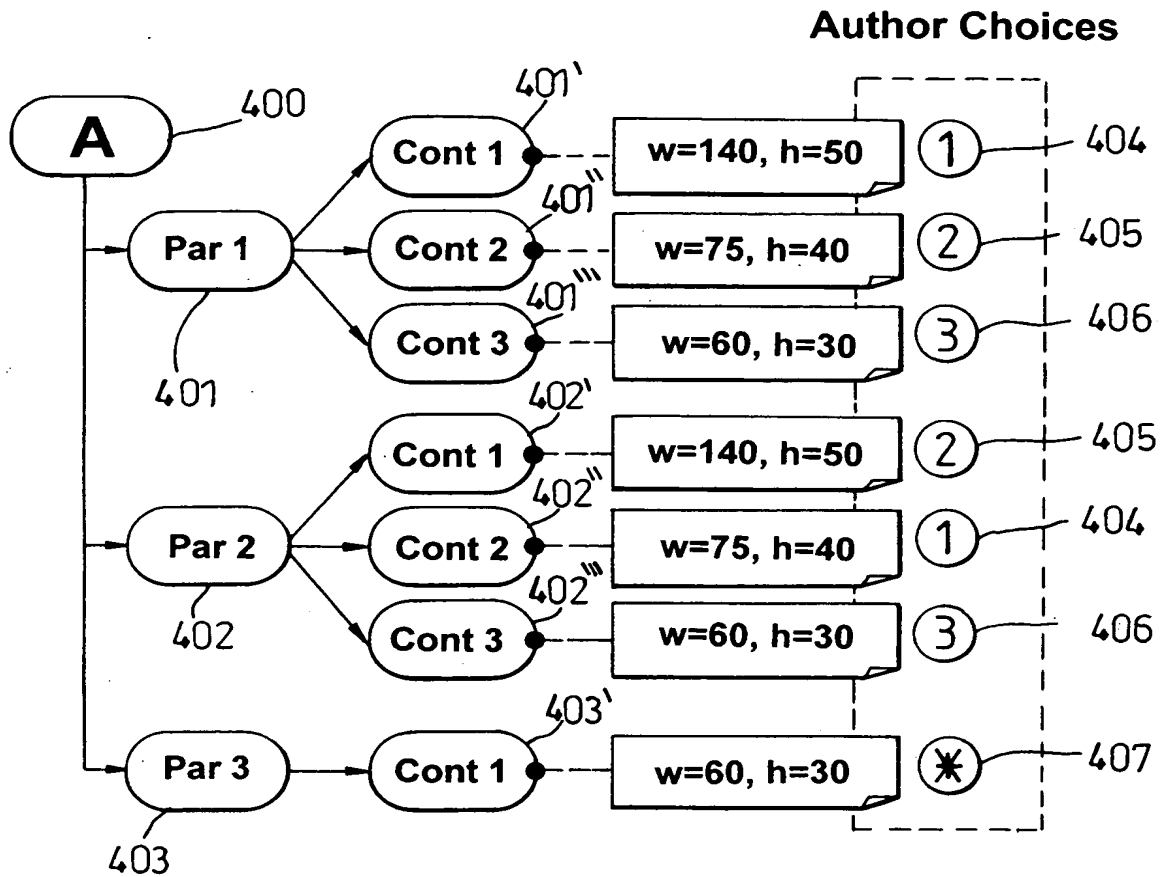 Author Choices
A
400
401'
Cont 1
w=140, h=50
1
404
401''
Par 1
Cont 2
w=75, h=40
2
405
401'''
401
Cont 3
w=60, h=30
3
406
402'
Cont 1
w=140, h=50
2
405
402''
Par 2
Cont 2
w=75, h=40
1
404
402'''
402
Cont 3
w=60, h=30
3
406
403'
Par 3
Cont 1
w=60, h=30
*
407
403